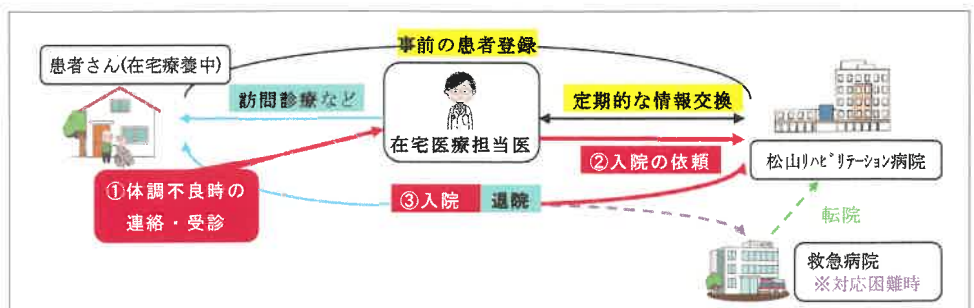 事前の患者登録
患者さん(在宅療養中)
訪問診療など
定期的な情報交換
在宅医療担当医
松山リハビリテーション病院
②入院の依頼
①体調不良時の
連絡・受診
③入院
退院
転院
救急病院
※対応困難時